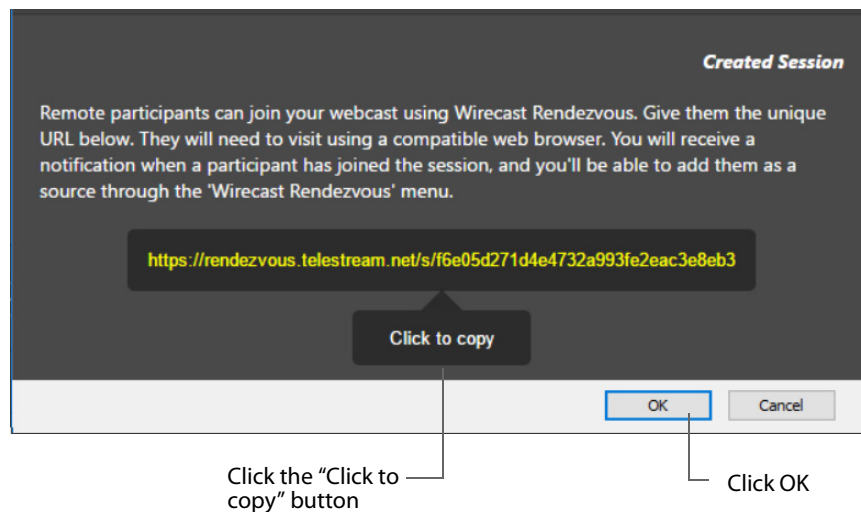 Created Session
Remote participants can join your webcast using Wirecast Rendezvous. Give them the unique
URL below. They will need to visit using a compatible web browser. You will receive a
notification when a participant has joined the session, and you'll be able to add them as a
source through the 'Wirecast Rendezvous' menu.
https://rendezvous.telestream.net/s/f6e05d271d4e4732a993fe2eac3e8eb3
Click to copy
OK Cancel
Click the “Click to
copy” button
Click OK